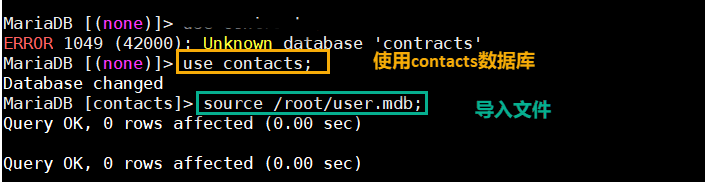 MariaDB [(none)]>
ERROR 1049 (42000): Unknown database 'contracts'
MariaDB [(none)]> use contacts; 使用contacts数据库
Database changed
MariaDB [contacts]> source /root/user.mdb; 导入文件
Query OK, 0 rows affected (0.00 sec)
Query OK, 0 rows affected (0.00 sec)